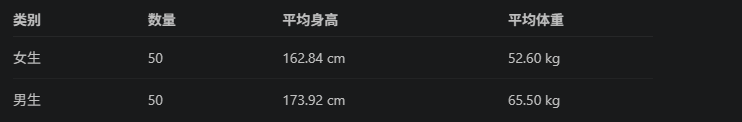 类别 数量 平均身高 平均体重
女生 50 162.84 cm 52.60 kg
男生 50 173.92 cm 65.50 kg